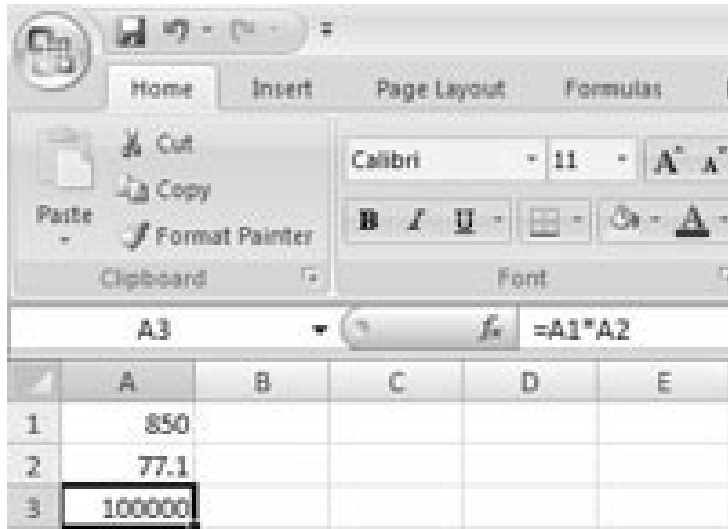 Home Insert Page Layout Formulas
Paste
Cut
Copy
Format Painter
Clipboard
Calibri 11 A A
B I U A
Font
A3 fx =A1*A2
A B C D E
1 850
2 77.1
3 100000